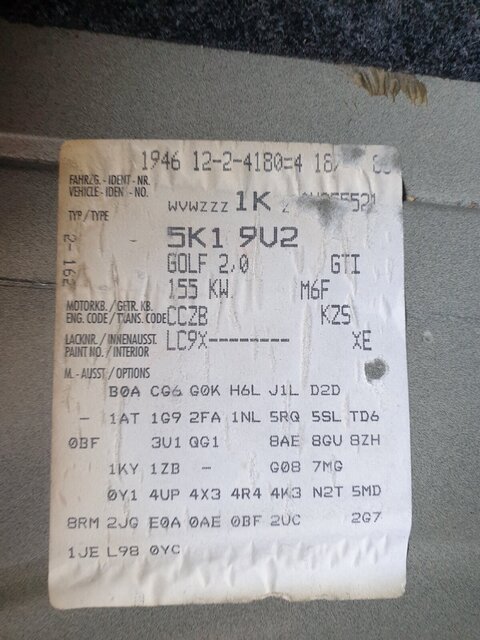 1946 12-2-4180=4 18/
FAHRZG.-IDENT-NR.
VEHICLE-IDEN-NO.
WVWZZZ 1K
TYP/TYPE
5K1 9V2
2-162
GOLF 2,0 GTI
155 KW M6F
MOTORKB./GETR.KB.
ENG. CODE/TRANS. CODE CCZB KZS
LACKNR./INNENAUSST.
PAINT NO./INTERIOR LC9X-------- XE
M.-AUSST./OPTIONS
B0A CG6 G0K H6L J1L D2D
- 1AT 1G9 2FA 1NL 5RQ 5SL TD6
0BF 3U1 QG1 8AE 8GU 8ZH
1KY 1ZB - G08 7MG
0Y1 4UP 4X3 4R4 4K3 N2T 5MD
8RM 2JG E0A 0AE 0BF 2UC 2G7
1JE L98 0YC